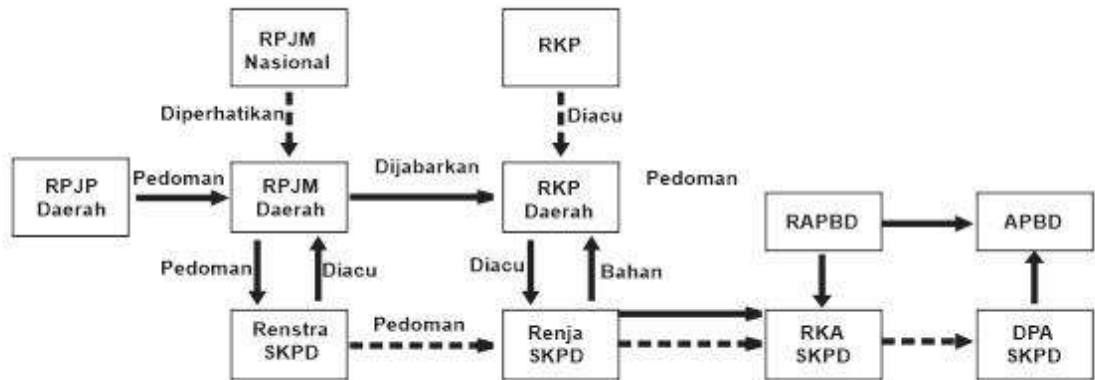 RPJM
Nasional
RKP
Diperhatikan
Diacu
RPJP
Daerah
Pedoman
RPJM
Daerah
Dijabarkan
RKP
Daerah
Pedoman
RAPBD
APBD
Pedoman
Diacu
Diacu
Bahan
Renstra
SKPD
Pedoman
Renja
SKPD
RKA
SKPD
DPA
SKPD